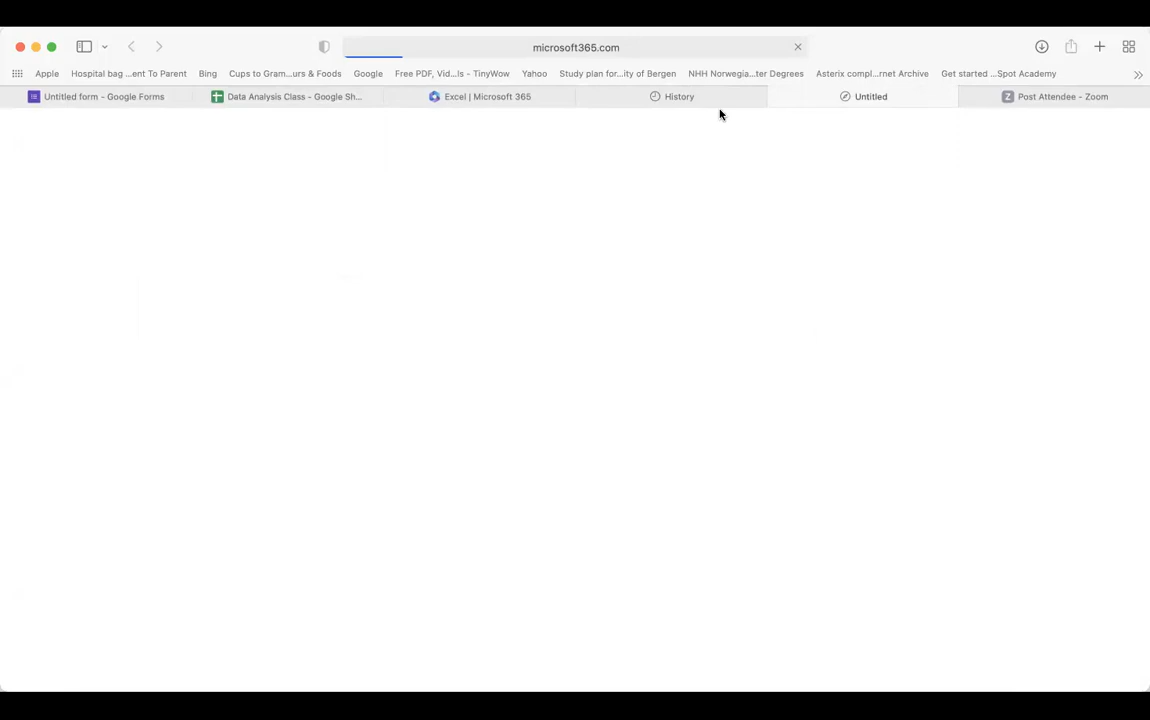 microsoft365.com
Apple Hospital bag ...ent To Parent Bing Cups to Gram...urs & Foods Google Free PDF, Vid...ls - TinyWow Yahoo Study plan for...ity of Bergen NHH Norwegia...ter Degrees Asterix compl...rnet Archive Get started ...Spot Academy
Untitled form - Google Forms Data Analysis Class - Google Sh... Excel | Microsoft 365 History Untitled Post Attendee - Zoom